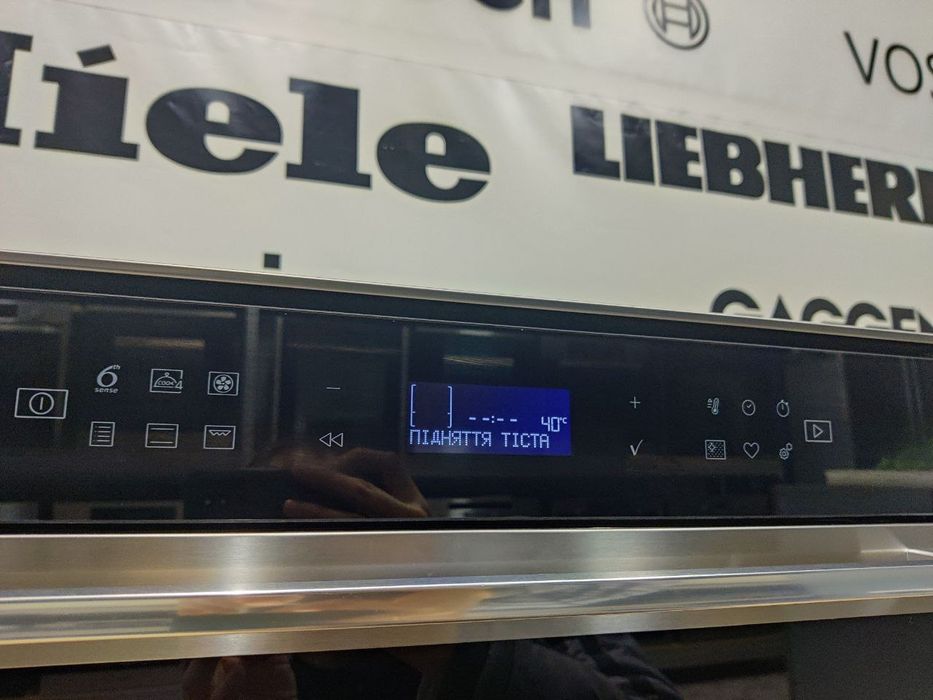 Miele
LIEBHERR
6th sense
COOK 4
--:-- 40°C
ПІДНЯТТЯ ТІСТА